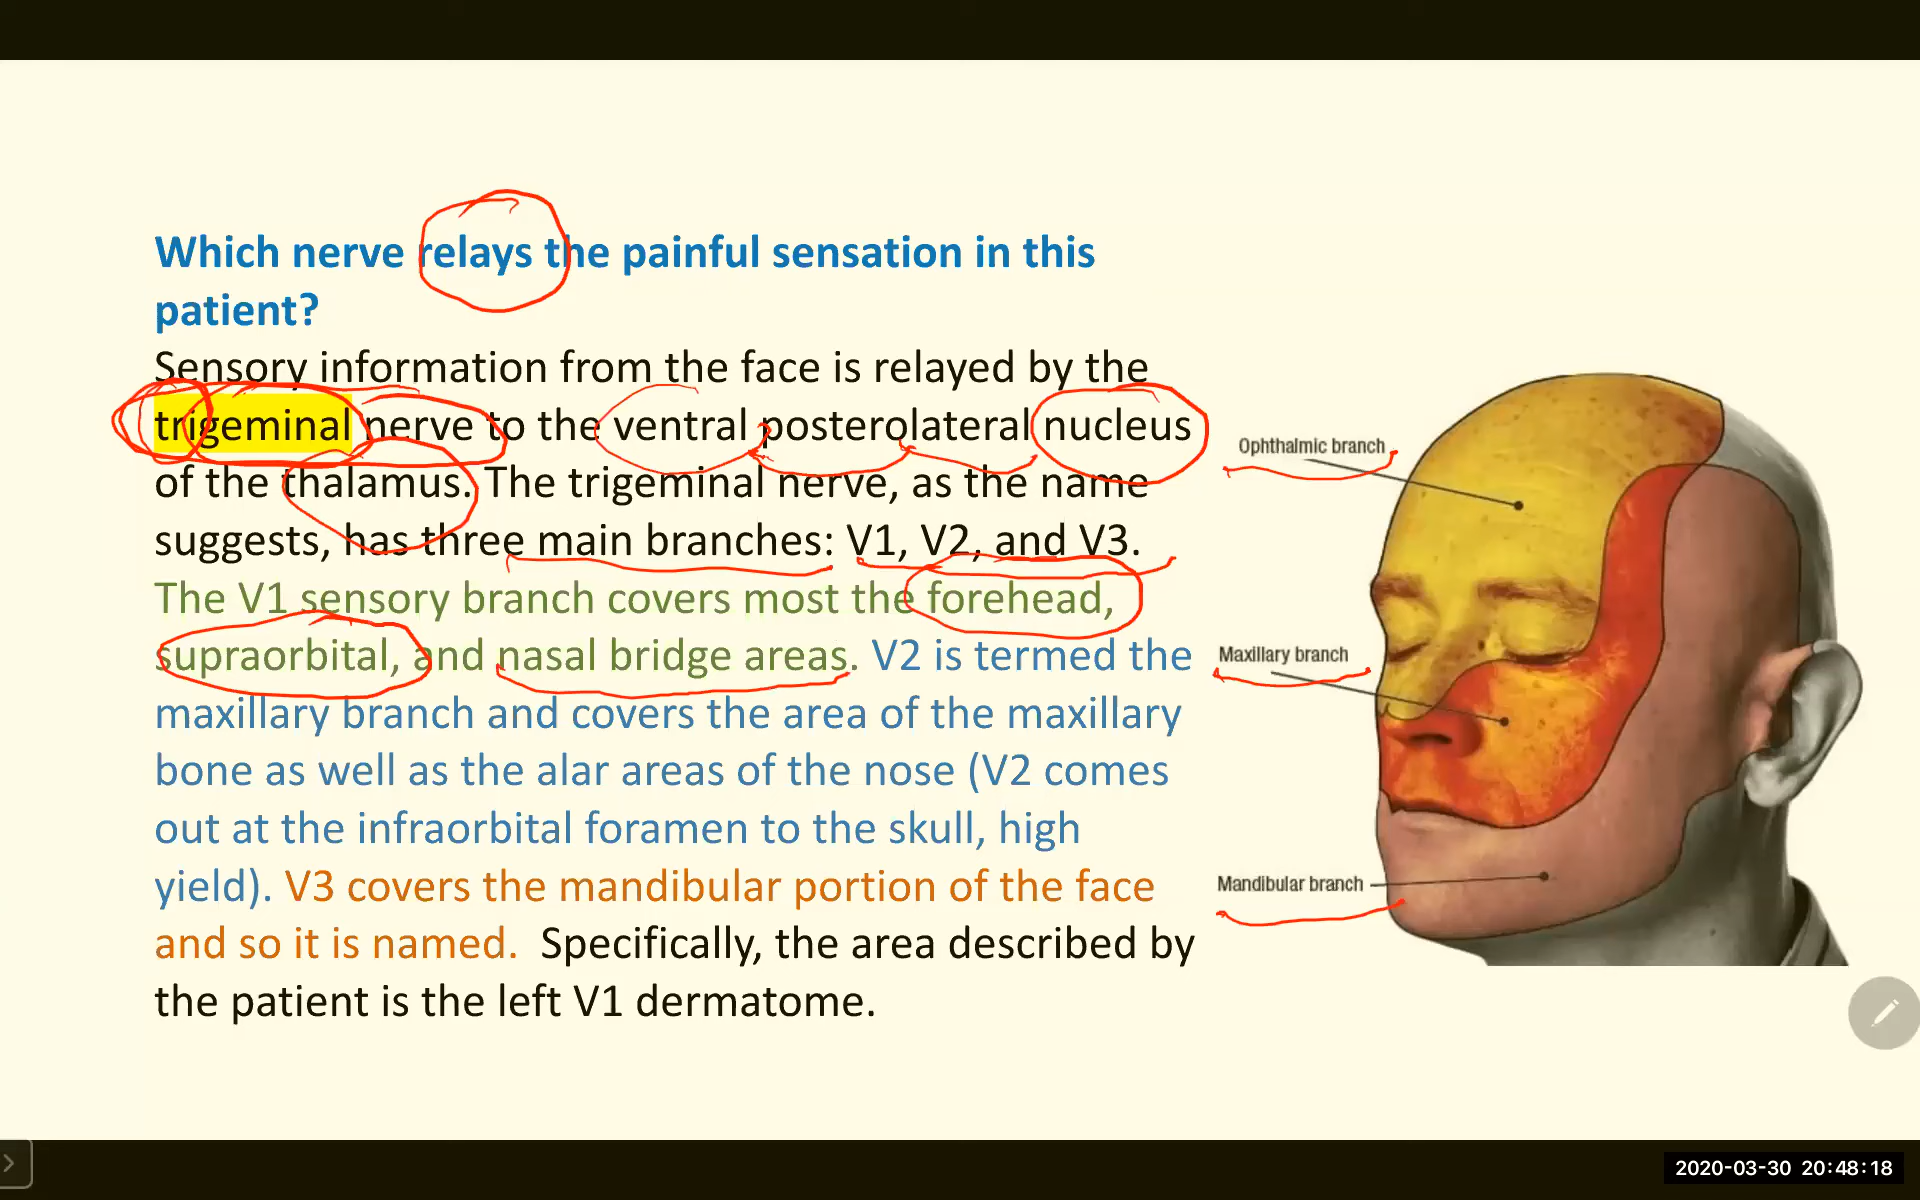 Which nerve relays the painful sensation in this
patient?
Sensory information from the face is relayed by the
trigeminal nerve to the ventral posterolateral nucleus
of the thalamus. The trigeminal nerve, as the name
suggests, has three main branches: V1, V2, and V3.
The V1 sensory branch covers most the forehead,
supraorbital, and nasal bridge areas. V2 is termed the
maxillary branch and covers the area of the maxillary
bone as well as the alar areas of the nose (V2 comes
out at the infraorbital foramen to the skull, high
yield). V3 covers the mandibular portion of the face
and so it is named.  Specifically, the area described by
the patient is the left V1 dermatome.
Ophthalmic branch
Maxillary branch
Mandibular branch
2020-03-30 20:48:18